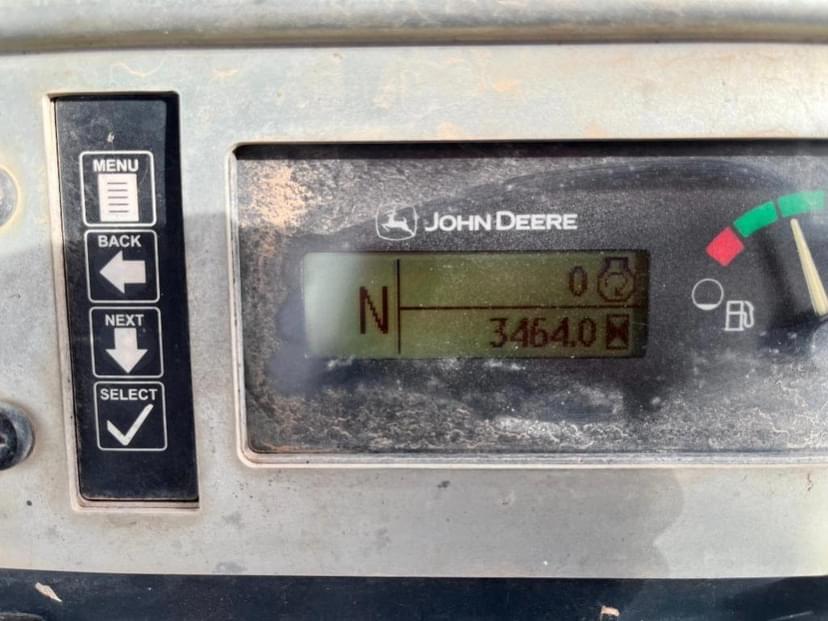 MENU
BACK
NEXT
SELECT
JOHN DEERE
N
0
3464.0